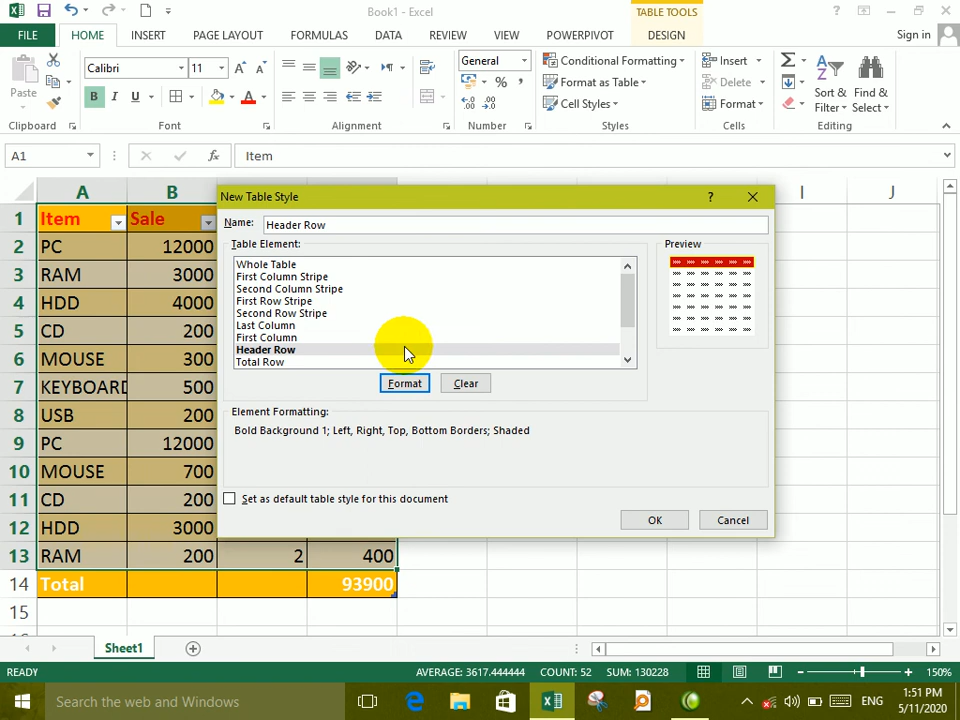 Book1 - Excel
TABLE TOOLS
FILE
HOME
INSERT
PAGE LAYOUT
FORMULAS
DATA
REVIEW
VIEW
POWERPIVOT
DESIGN
Sign in
Paste
Calibri
11
B I U
General
Conditional Formatting
Format as Table
Cell Styles
Insert
Delete
Format
Sort &
Filter
Find &
Select
Clipboard
Font
Alignment
Number
Styles
Cells
Editing
A1
Item
A B I J
1 Item Sale
2 PC 12000
3 RAM 3000
4 HDD 4000
5 CD 200
6 MOUSE 300
7 KEYBOARD 500
8 USB 200
9 PC 12000
10 MOUSE 700
11 CD 200
12 HDD 3000
13 RAM 200 2 400
14 Total 93900
15
New Table Style
Name: Header Row
Table Element:
Whole Table
First Column Stripe
Second Column Stripe
First Row Stripe
Second Row Stripe
Last Column
First Column
Header Row
Total Row
Preview
Format
Clear
Element Formatting:
Bold Background 1; Left, Right, Top, Bottom Borders; Shaded
Set as default table style for this document
OK
Cancel
Sheet1
READY
AVERAGE: 3617.444444
COUNT: 52
SUM: 130228
150%
Search the web and Windows
ENG
1:51 PM
5/11/2020